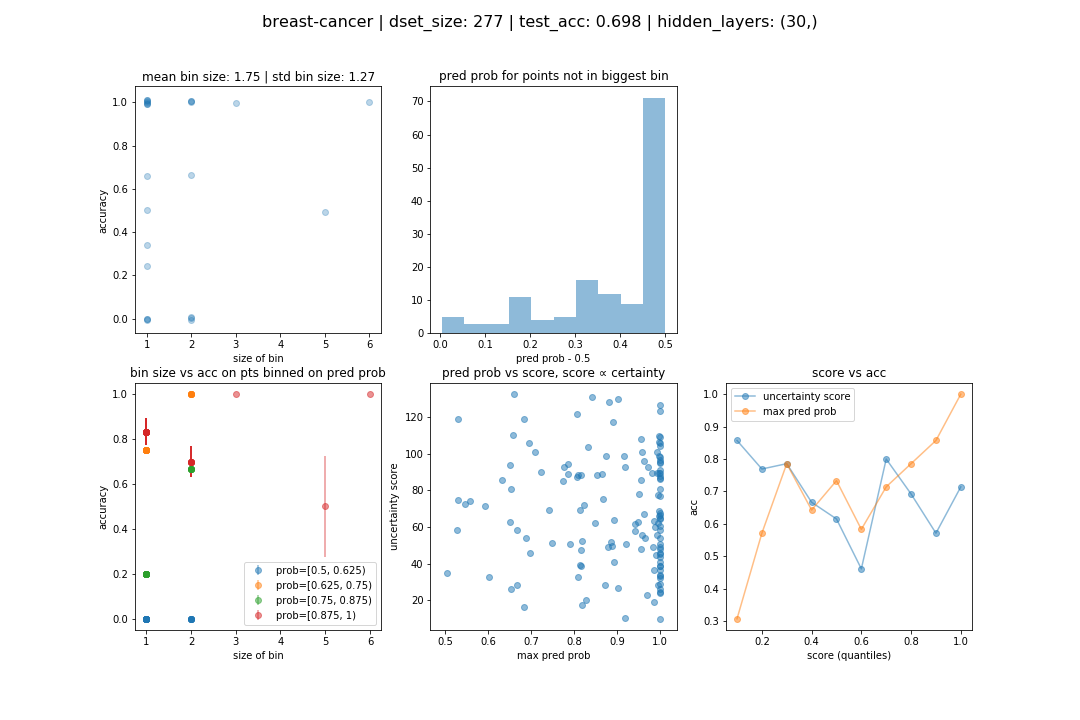 breast-cancer | dset_size: 277 | test_acc: 0.698 | hidden_layers: (30,)
mean bin size: 1.75 | std bin size: 1.27
1.0
0.8
0.6
0.4
0.2
0.0
accuracy
1 2 3 4 5 6
size of bin
pred prob for points not in biggest bin
70
60
50
40
30
20
10
0
0.0 0.1 0.2 0.3 0.4 0.5
pred prob - 0.5
bin size vs acc on pts binned on pred prob
1.0
0.8
0.6
0.4
0.2
0.0
accuracy
prob=[0.5, 0.625)
prob=[0.625, 0.75)
prob=[0.75, 0.875)
prob=[0.875, 1)
1 2 3 4 5 6
size of bin
pred prob vs score, score ∝ certainty
120
100
80
60
40
20
uncertainty score
0.5 0.6 0.7 0.8 0.9 1.0
max pred prob
score vs acc
uncertainty score
max pred prob
1.0
0.9
0.8
0.7
0.6
0.5
0.4
0.3
acc
0.2 0.4 0.6 0.8 1.0
score (quantiles)